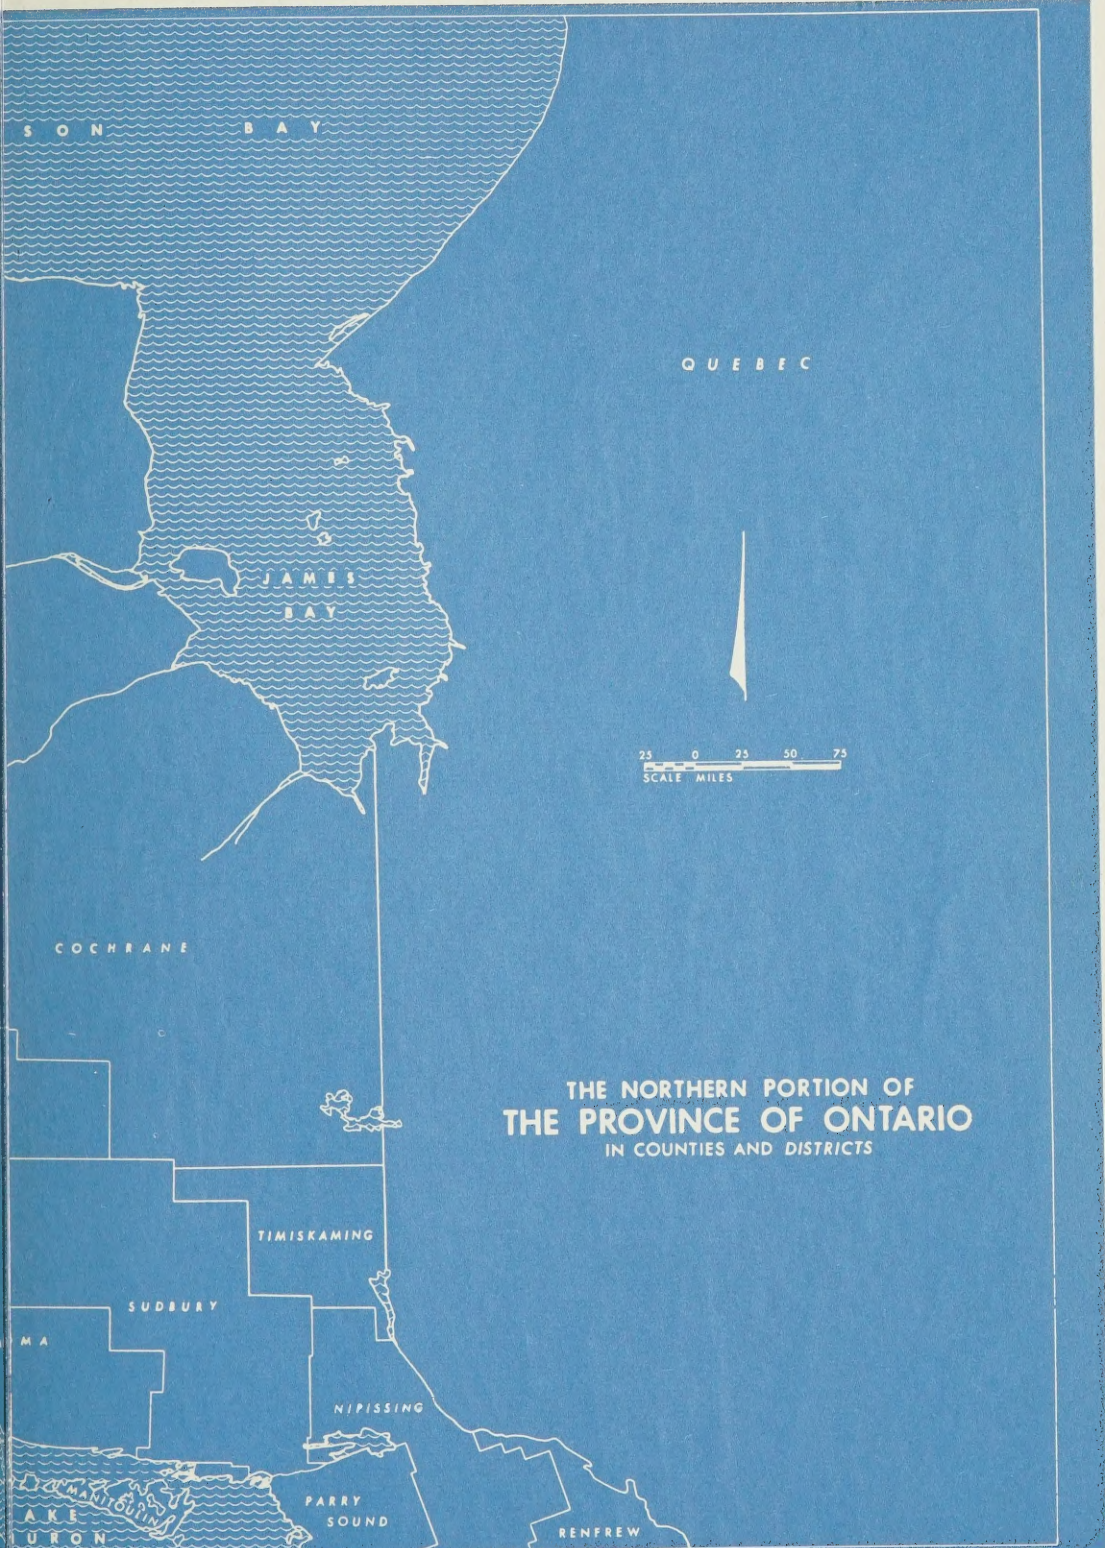 SON BAY
QUEBEC
JAMES
BAY
25 0 25 50 75
SCALE MILES
COCHRANE
THE NORTHERN PORTION OF
THE PROVINCE OF ONTARIO
IN COUNTIES AND DISTRICTS
TIMISKAMING
SUDBURY
MA
NIPISSING
MANITOULIN
PARRY
SOUND
AKE
URON
RENFREW